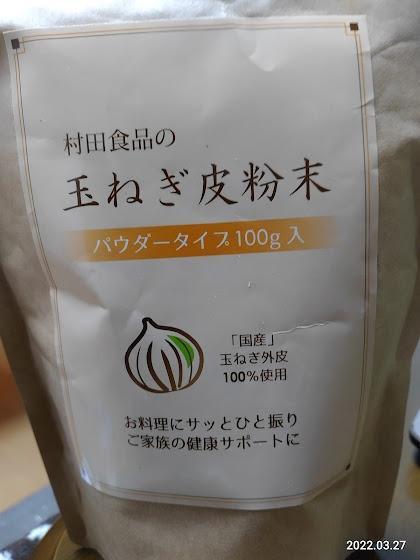 村田食品の
玉ねぎ皮粉末
パウダータイプ100g入
「国産」
玉ねぎ外皮
100%使用
お料理にサッとひと振り
ご家族の健康サポートに
2022.03.27